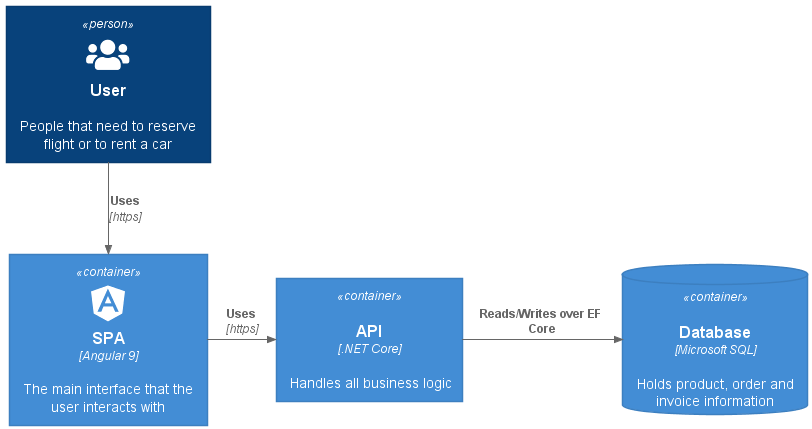 «person»
User
People that need to reserve
flight or to rent a car
Uses
[https]
«container»
SPA
[Angular 9]
The main interface that the
user interacts with
Uses
[https]
«container»
API
[.NET Core]
Handles all business logic
Reads/Writes over EF
Core
«container»
Database
[Microsoft SQL]
Holds product, order and
invoice information